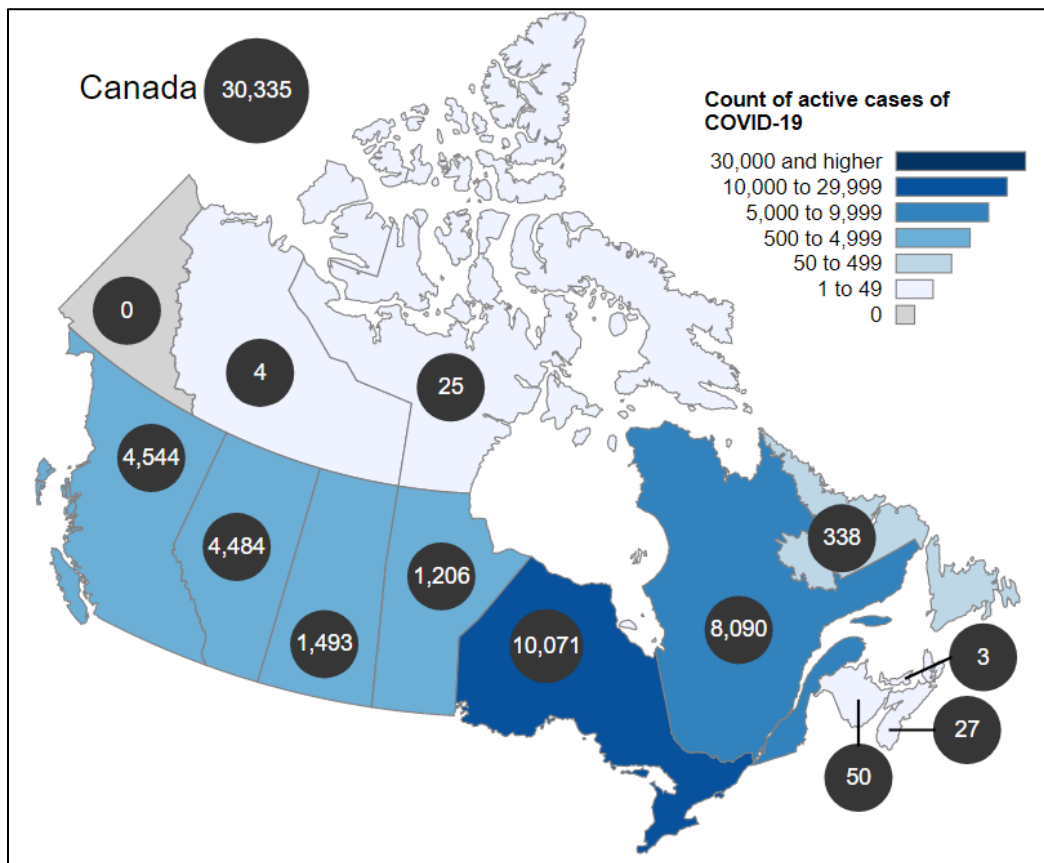 Canada
30,335
Count of active cases of
COVID-19
30,000 and higher
10,000 to 29,999
5,000 to 9,999
500 to 4,999
50 to 499
1 to 49
0
0
4
25
4,544
4,484
1,493
1,206
10,071
8,090
338
3
27
50